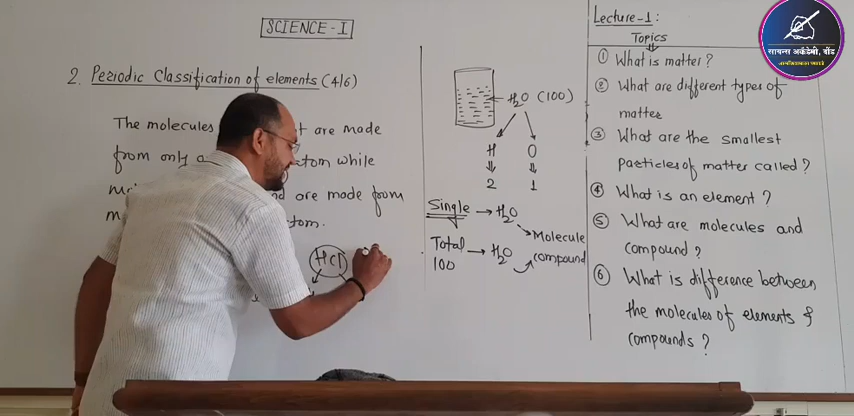 SCIENCE-I
2. Periodic Classification of elements (4/6)
The molecules are made
from only a atom while
are made from
HCl
H₂O (100)
H O
2 1
Single → H₂O
Total → H₂O
100
Molecule
compound
Lecture-1:
Topics
① What is matter?
② What are different types of
matter
③ What are the smallest
particles of matter called?
④ What is an element?
⑤ What are molecules and
compound?
⑥ What is difference between
the molecules of elements &
compounds?
सायन्स अकॅडेमी, बोंड